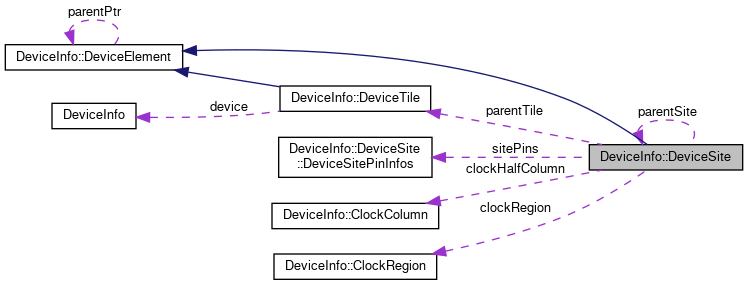 parentPtr
DeviceInfo::DeviceElement
DeviceInfo
device
DeviceInfo::DeviceTile
parentTile
parentSite
DeviceInfo::DeviceSite
DeviceInfo::DeviceSite
::DeviceSitePinInfos
sitePins
clockHalfColumn
DeviceInfo::ClockColumn
clockRegion
DeviceInfo::ClockRegion